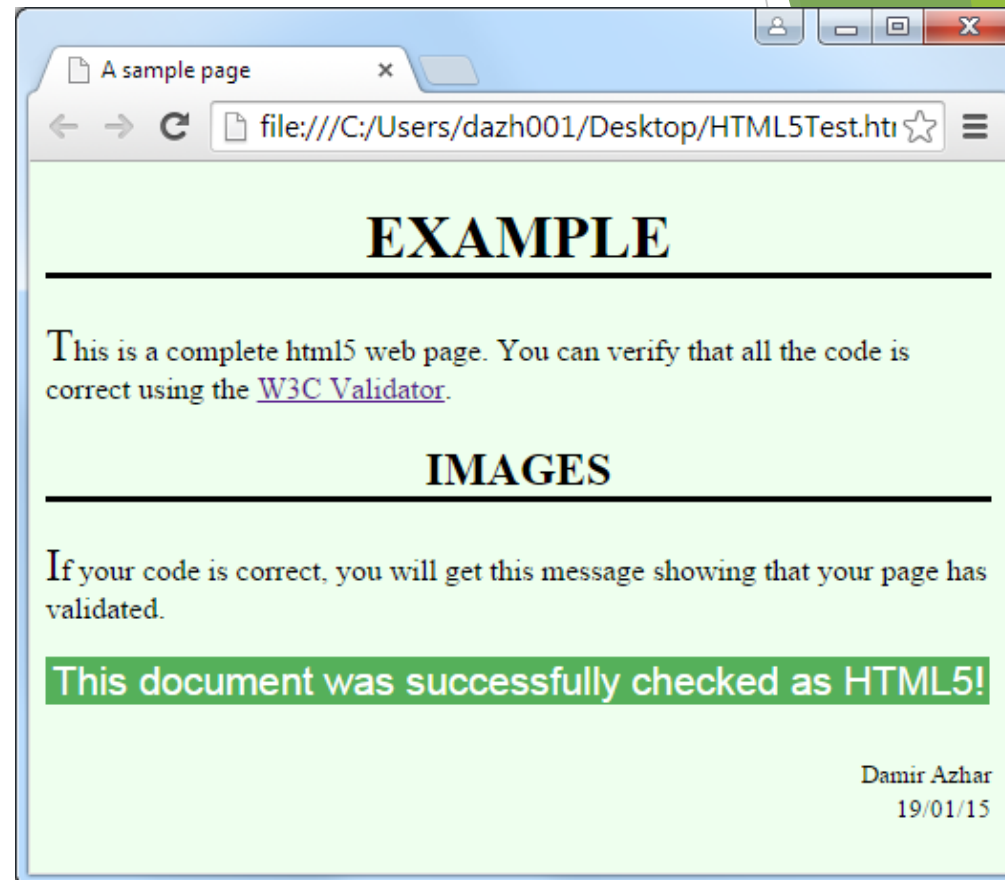 A sample page
file:///C:/Users/dazh001/Desktop/HTML5Test.htr
EXAMPLE
This is a complete html5 web page. You can verify that all the code is
correct using the W3C Validator.
IMAGES
If your code is correct, you will get this message showing that your page has
validated.
This document was successfully checked as HTML5!
Damir Azhar
19/01/15